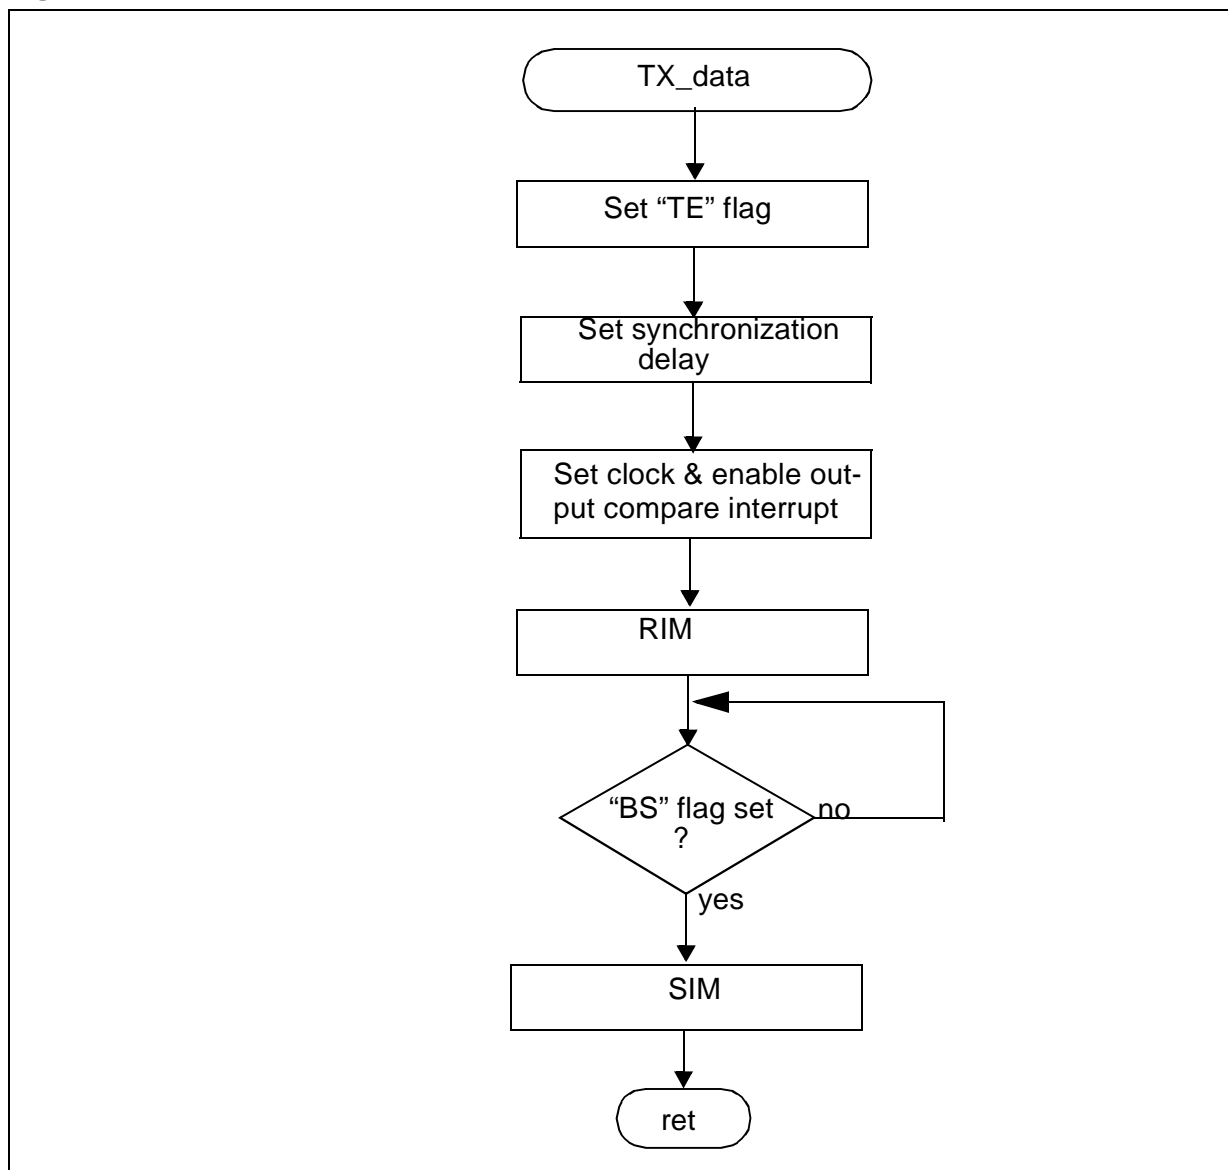 TX_data
Set “TE” flag
Set synchronization
delay
Set clock & enable out-
put compare interrupt
RIM
“BS” flag set
?
no
yes
SIM
ret